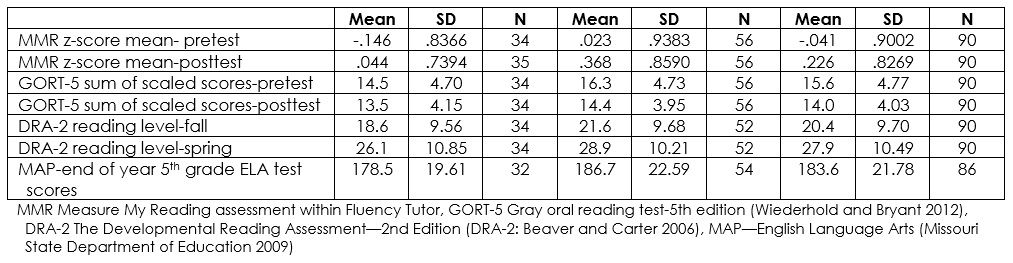 Mean SD N Mean SD N Mean SD N
MMR z-score mean- pretest -.146 .8366 34 .023 .9383 56 -.041 .9002 90
MMR z-score mean-posttest .044 .7394 35 .368 .8590 56 .226 .8269 90
GORT-5 sum of scaled scores-pretest 14.5 4.70 34 16.3 4.73 56 15.6 4.77 90
GORT-5 sum of scaled scores-posttest 13.5 4.15 34 14.4 3.95 56 14.0 4.03 90
DRA-2 reading level-fall 18.6 9.56 34 21.6 9.68 52 20.4 9.70 90
DRA-2 reading level-spring 26.1 10.85 34 28.9 10.21 52 27.9 10.49 90
MAP-end of year 5th grade ELA test 178.5 19.61 32 186.7 22.59 54 183.6 21.78 86
scores
MMR Measure My Reading assessment within Fluency Tutor, GORT-5 Gray oral reading test-5th edition (Wiederhold and Bryant 2012),
DRA-2 The Developmental Reading Assessment—2nd Edition (DRA-2: Beaver and Carter 2006), MAP—English Language Arts (Missouri
State Department of Education 2009)